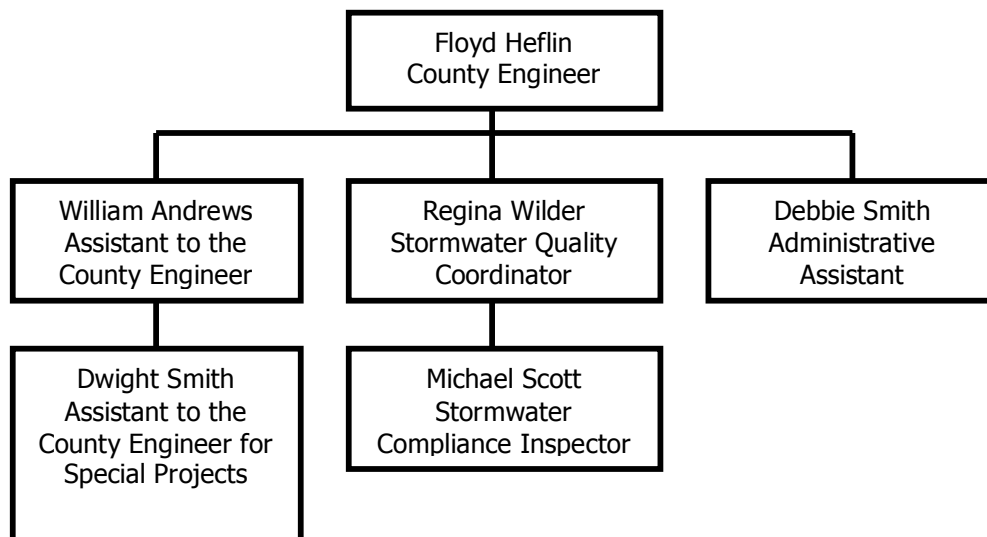 Floyd Heflin
County Engineer
William Andrews
Assistant to the
County Engineer
Regina Wilder
Stormwater Quality
Coordinator
Debbie Smith
Administrative
Assistant
Dwight Smith
Assistant to the
County Engineer for
Special Projects
Michael Scott
Stormwater
Compliance Inspector